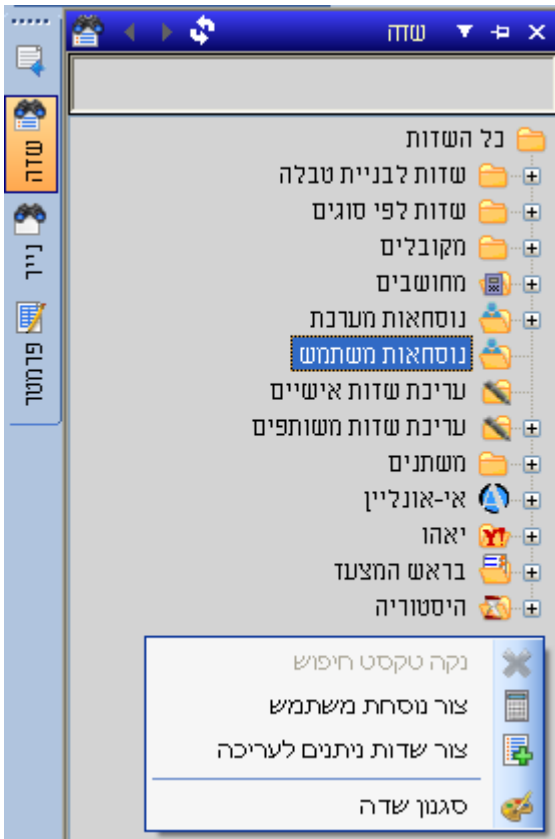 שדה
שדה
נייר
פרמטר
כל השדות
שדות לבניית טבלה
שדות לפי סוגים
מקובלים
מחושבים
נוסחאות מערכת
נוסחאות משתמש
עריכת שדות אישיים
עריכת שדות משותפים
משתנים
אי-אונליין
יאהו
בראש המצעד
היסטוריה
נקה טקסט חיפוש
צור נוסחת משתמש
צור שדות ניתנים לעריכה
סגנון שדה